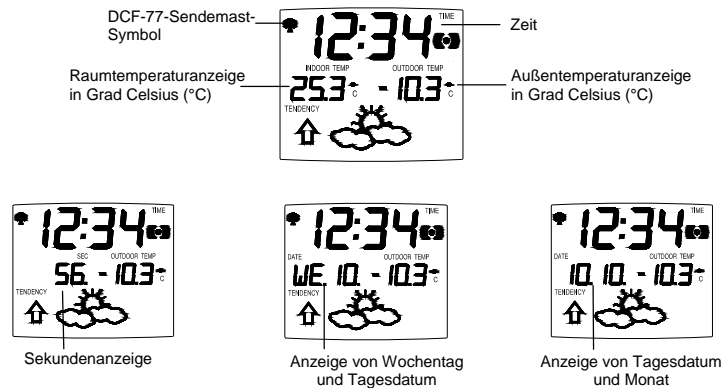 DCF-77-Sendemast-
Symbol
TIME
12:34
Zeit
Raumtemperaturanzeige
in Grad Celsius (°C)
INDOOR TEMP
OUTDOOR TEMP
25.3 °C
-10.3 °C
Außentemperaturanzeige
in Grad Celsius (°C)
TENDENCY
TIME
12:34
SEC
OUTDOOR TEMP
56. -10.3 °C
TENDENCY
Sekundenanzeige
TIME
12:34
DATE
OUTDOOR TEMP
WE. 10. -10.3 °C
TENDENCY
Anzeige von Wochentag
und Tagesdatum
TIME
12:34
DATE
OUTDOOR TEMP
10. 10. -10.3 °C
TENDENCY
Anzeige von Tagesdatum
und Monat